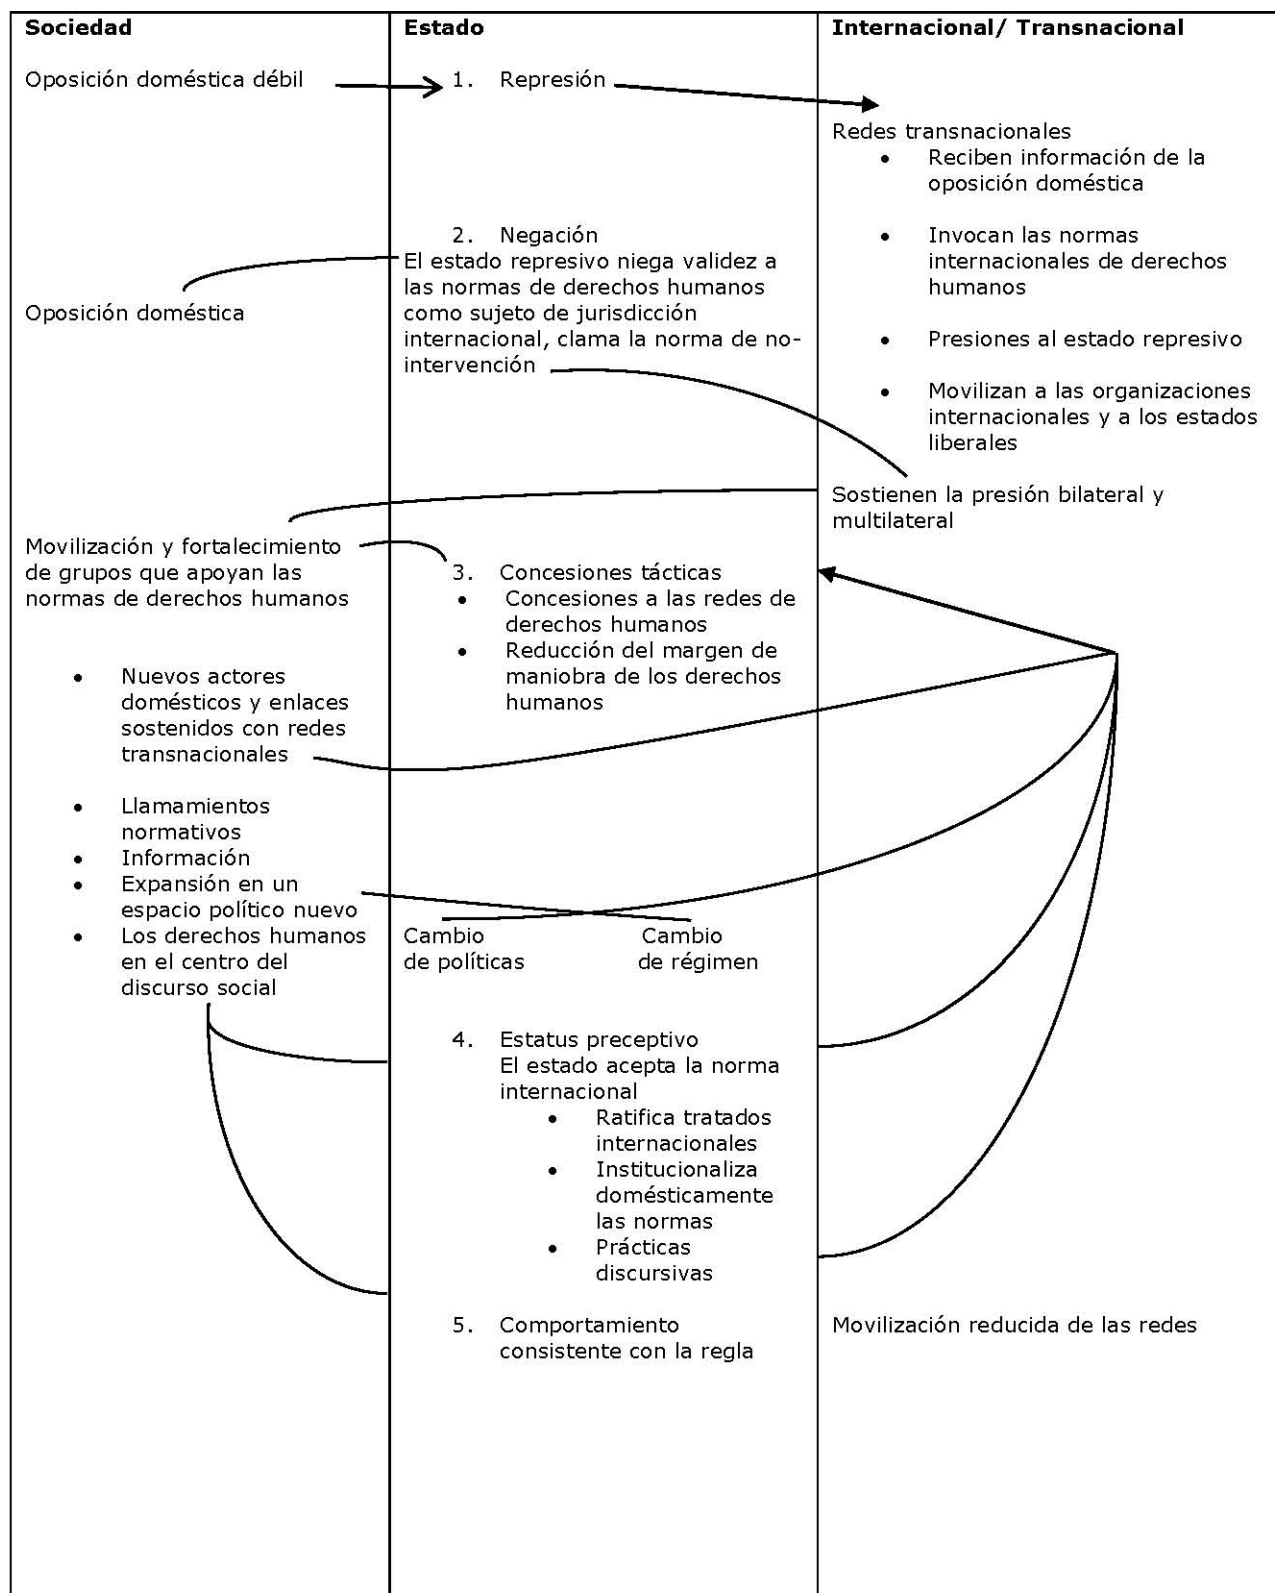 Sociedad
Oposición doméstica débil
Oposición doméstica
Movilización y fortalecimiento
de grupos que apoyan las
normas de derechos humanos
• Nuevos actores
domésticos y enlaces
sostenidos con redes
transnacionales
• Llamamientos
normativos
• Información
• Expansión en un
espacio político nuevo
• Los derechos humanos
en el centro del
discurso social
Estado
1. Represión
2. Negación
El estado represivo niega validez a
las normas de derechos humanos
como sujeto de jurisdicción
internacional, clama la norma de no-
intervención
3. Concesiones tácticas
• Concesiones a las redes de
derechos humanos
• Reducción del margen de
maniobra de los derechos
humanos
Cambio
de políticas
Cambio
de régimen
4. Estatus preceptivo
El estado acepta la norma
internacional
• Ratifica tratados
internacionales
• Institucionaliza
domésticamente
las normas
• Prácticas
discursivas
5. Comportamiento
consistente con la regla
Internacional/ Transnacional
Redes transnacionales
• Reciben información de la
oposición doméstica
• Invocan las normas
internacionales de derechos
humanos
• Presiones al estado represivo
• Movilizan a las organizaciones
internacionales y a los estados
liberales
Sostienen la presión bilateral y
multilateral
Movilización reducida de las redes